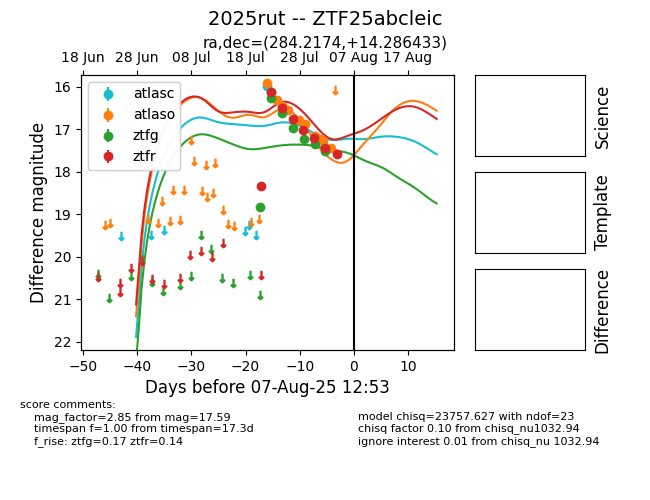 2025rut -- ZTF25abcleic
ra,dec=(284.2174,+14.286433)
18 Jun 28 Jun 08 Jul 18 Jul 28 Jul 07 Aug 17 Aug
atlasc
atlaso
ztfg
ztfr
16
17
18
19
20
21
22
Difference magnitude
−50 −40 −30 −20 −10 0 10
Days before 07-Aug-25 12:53
Science
Template
Difference
score comments:
mag_factor=2.85 from mag=17.59
timespan f=1.00 from timespan=17.3d
f_rise: ztfg=0.17 ztfr=0.14
model chisq=23757.627 with ndof=23
chisq factor 0.10 from chisq_nu1032.94
ignore interest 0.01 from chisq_nu 1032.94